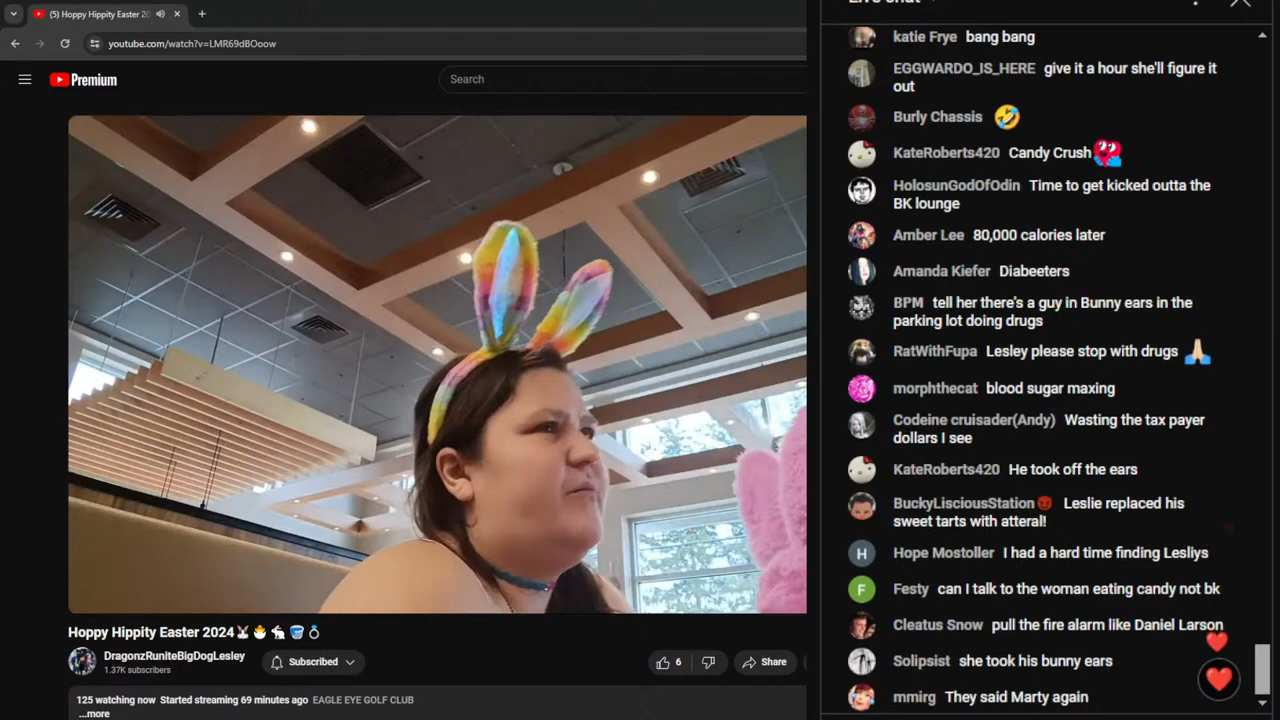 (5) Hoppy Hippity Easter 20
youtube.com/watch?v=LMR69dBOoow
Premium
Search
Hoppy Hippity Easter 2024🐰🐣🐇🪣💍
DragonzRuniteBigDogLesley
1.37K subscribers
Subscribed
6
Share
125 watching now Started streaming 69 minutes ago EAGLE EYE GOLF CLUB
...more
Live chat
katie Frye bang bang
EGGWARDO_IS_HERE give it a hour she'll figure it
out
Burly Chassis 🤣
KateRoberts420 Candy Crush
HolosunGodOfOdin Time to get kicked outta the
BK lounge
Amber Lee 80,000 calories later
Amanda Kiefer Diabeeters
BPM tell her there's a guy in Bunny ears in the
parking lot doing drugs
RatWithFupa Lesley please stop with drugs 🙏🏻
morphthecat blood sugar maxing
Codeine cruisader(Andy) Wasting the tax payer
dollars I see
KateRoberts420 He took off the ears
BuckyLisciousStation😈 Leslie replaced his
sweet tarts with atteral!
H
Hope Mostoller I had a hard time finding Lesliys
F
Festy can I talk to the woman eating candy not bk
Cleatus Snow pull the fire alarm like Daniel Larson
Solipsist she took his bunny ears
mmirg They said Marty again